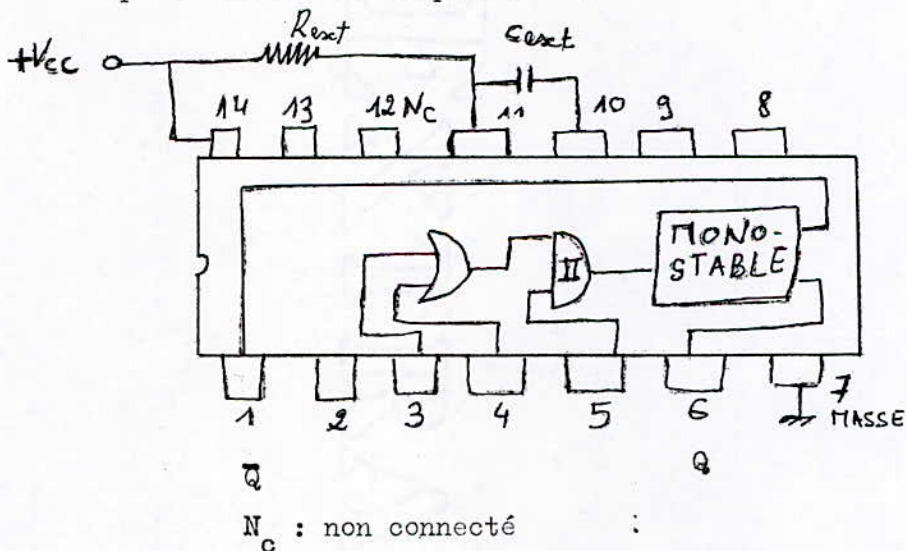 Rext
Cext
+Vcc
14 13 12 Nc 11 10 9 8
MONO-
STABLE
II
1 2 3 4 5 6 7
MASSE
Q̅ Q
Nc : non connecté :